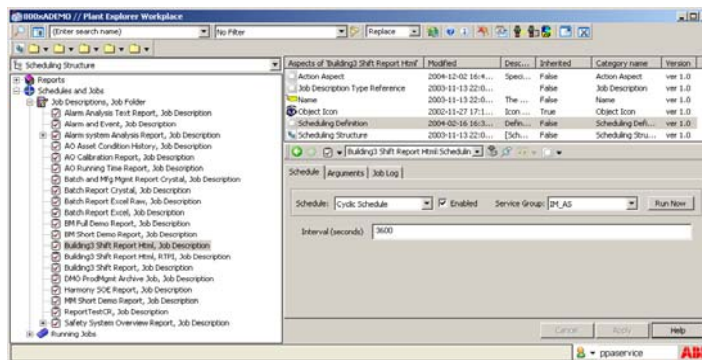 800xADEMO // Plant Explorer Workplace
(Enter search name) No Filter Replace
Scheduling Structure
Reports
Schedules and Jobs
Job Descriptions, Job Folder
Alarm Analysis Text Report, Job Description
Alarm and Event, Job Description
Alarm system Analysis Report, Job Description
AO Asset Condition History, Job Description
AO Calibration Report, Job Description
AO Running Time Report, Job Description
Batch and Mfg Mgmt Report Crystal, Job Description
Batch Report Crystal, Job Description
Batch Report Excel Raw, Job Description
Batch Report Excel, Job Description
BM Full Demo Report, Job Description
BM Short Demo Report, Job Description
Building3 Shift Report Html, Job Description
Building3 Shift Report Html, RTPI, Job Description
Building3 Shift Report, Job Description
DMO ProdMgmt Archive Job, Job Description
Harmony SOE Report, Job Description
MM Short Demo Report, Job Description
ReportTestCR, Job Description
Safety System Overview Report, Job Description
Running Jobs
Aspects of 'Building3 Shift Report Html' Modified Desc... Inherited Category name Version
Action Aspect 2004-12-02 16:4... Speci... False Action Aspect ver 1.0
Job Description Type Reference 2003-11-13 22:0... False Job Description ver 1.0
Name 2003-11-13 22:0... The ... False Name ver 1.0
Object Icon 2002-11-27 17:1... Icon ... True Object Icon ver 1.0
Scheduling Definition 2004-02-16 16:3... Defin... False Scheduling Defi... ver 1.0
Scheduling Structure 2003-11-13 22:0... [Sch... False Scheduling Stru... ver 1.0
Building3 Shift Report Html:Schedulin
Schedule Arguments Job Log
Schedule: Cyclic Schedule Enabled Service Group: IM_AS Run Now
Interval (seconds) 3600
Cancel Apply Help
ppaservice ABB